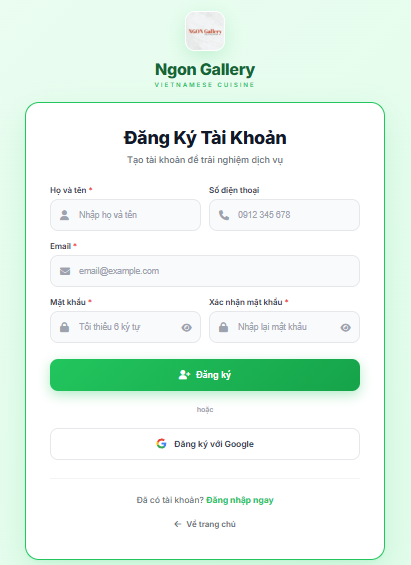 NGON Gallery
Ngon Gallery
VIETNAMESE CUISINE
Đăng Ký Tài Khoản
Tạo tài khoản để trải nghiệm dịch vụ
Họ và tên *
Số điện thoại
Nhập họ và tên
0912 345 678
Email *
email@example.com
Mật khẩu *
Xác nhận mật khẩu *
Tối thiểu 6 ký tự
Nhập lại mật khẩu
Đăng ký
hoặc
Đăng ký với Google
Đã có tài khoản? Đăng nhập ngay
← Về trang chủ